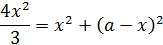 4x²/3 = x² + (a − x)²